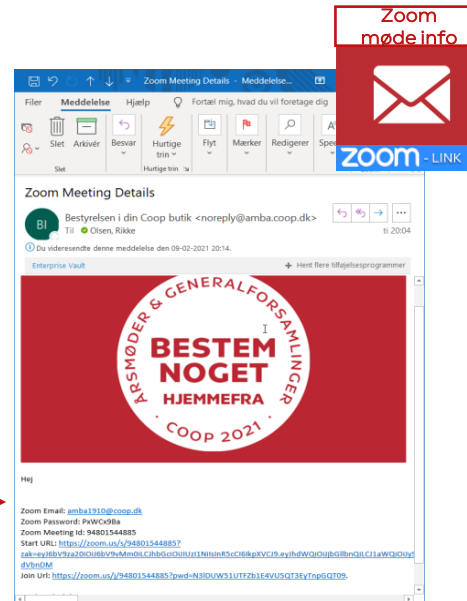 Zoom
møde info
ZOOM - LINK
Zoom Meeting Details - Meddelelse...
Filer Meddelelse Hjælp Fortæl mig, hvad du vil foretage dig
Slet Arkivér Besvar Hurtige trin Flyt Mærker Redigerer
Slet Hurtige trin
Zoom Meeting Details
BI
Bestyrelsen i din Coop butik <noreply@amba.coop.dk>
Til Olsen, Rikke
ti 20:04
Du videresendte denne meddelelse den 09-02-2021 20:14.
Enterprise Vault
Hent flere tilføjelsesprogrammer
ÅRSMØDER & GENERALFORSAMLINGER
BESTEM
NOGET
HJEMMEFRA
COOP 2021
Hej
Zoom Email: amba1910@coop.dk
Zoom Password: PxWCx9Ba
Zoom Meeting Id: 94801544885
Start URL: https://zoom.us/s/94801544885?
dVbnDM
Join Url: https://zoom.us/j/94801544885?pwd=N3lDUW51UTFZb1E4VU5QT3EyTnpGQT09.